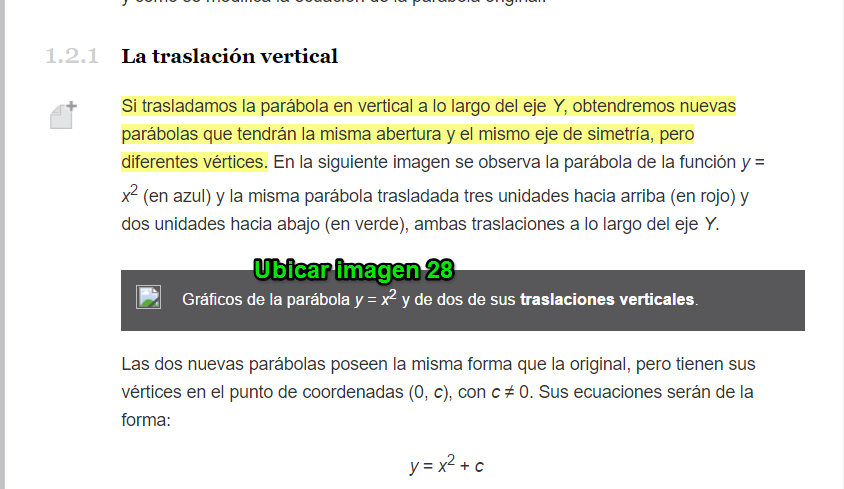 y cómo se modifica la ecuación de la parábola original.
1.2.1 La traslación vertical
Si trasladamos la parábola en vertical a lo largo del eje Y, obtendremos nuevas
parábolas que tendrán la misma abertura y el mismo eje de simetría, pero
diferentes vértices. En la siguiente imagen se observa la parábola de la función y =
x² (en azul) y la misma parábola trasladada tres unidades hacia arriba (en rojo) y
dos unidades hacia abajo (en verde), ambas traslaciones a lo largo del eje Y.
Ubicar imagen 28
Gráficos de la parábola y = x² y de dos de sus traslaciones verticales.
Las dos nuevas parábolas poseen la misma forma que la original, pero tienen sus
vértices en el punto de coordenadas (0, c), con c ≠ 0. Sus ecuaciones serán de la
forma:
y = x² + c